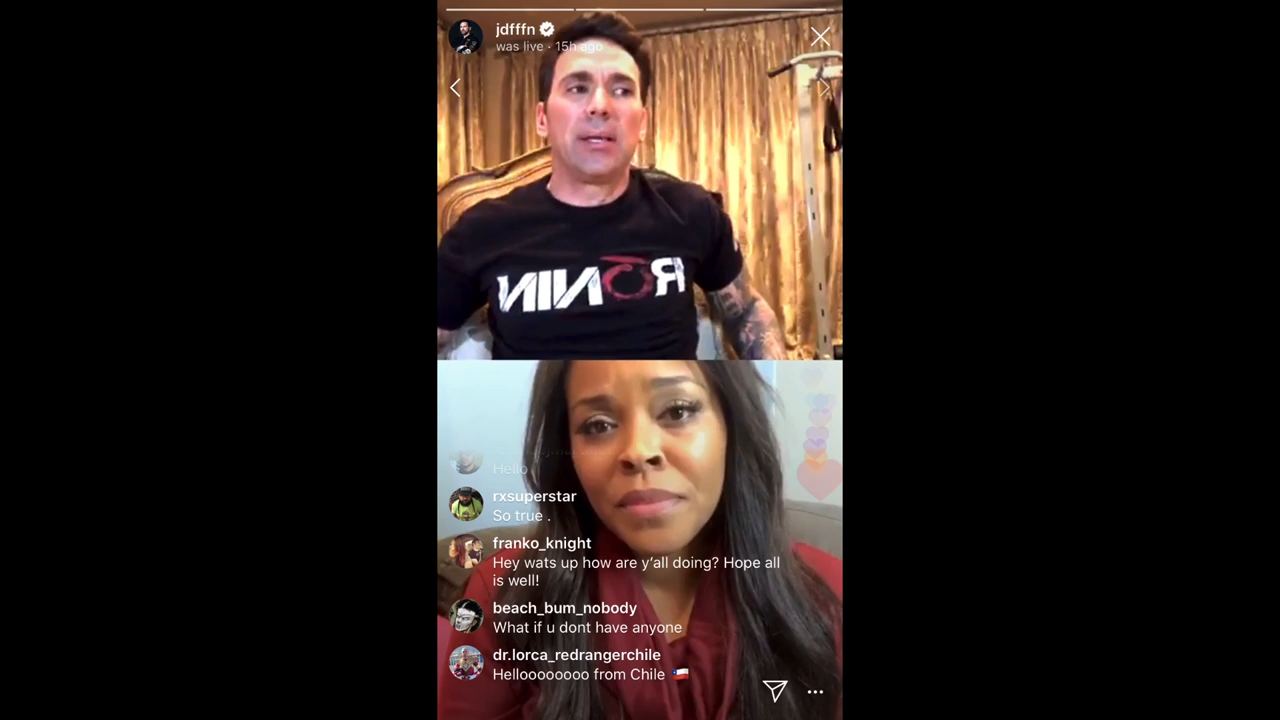 jdfffn
was live · 15h ago
RŌNIN
Hello
rxsuperstar
So true .
franko_knight
Hey wats up how are y'all doing? Hope all
is well!
beach_bum_nobody
What if u dont have anyone
dr.lorca_redrangerchile
Helloooooooo from Chile 🇨🇱